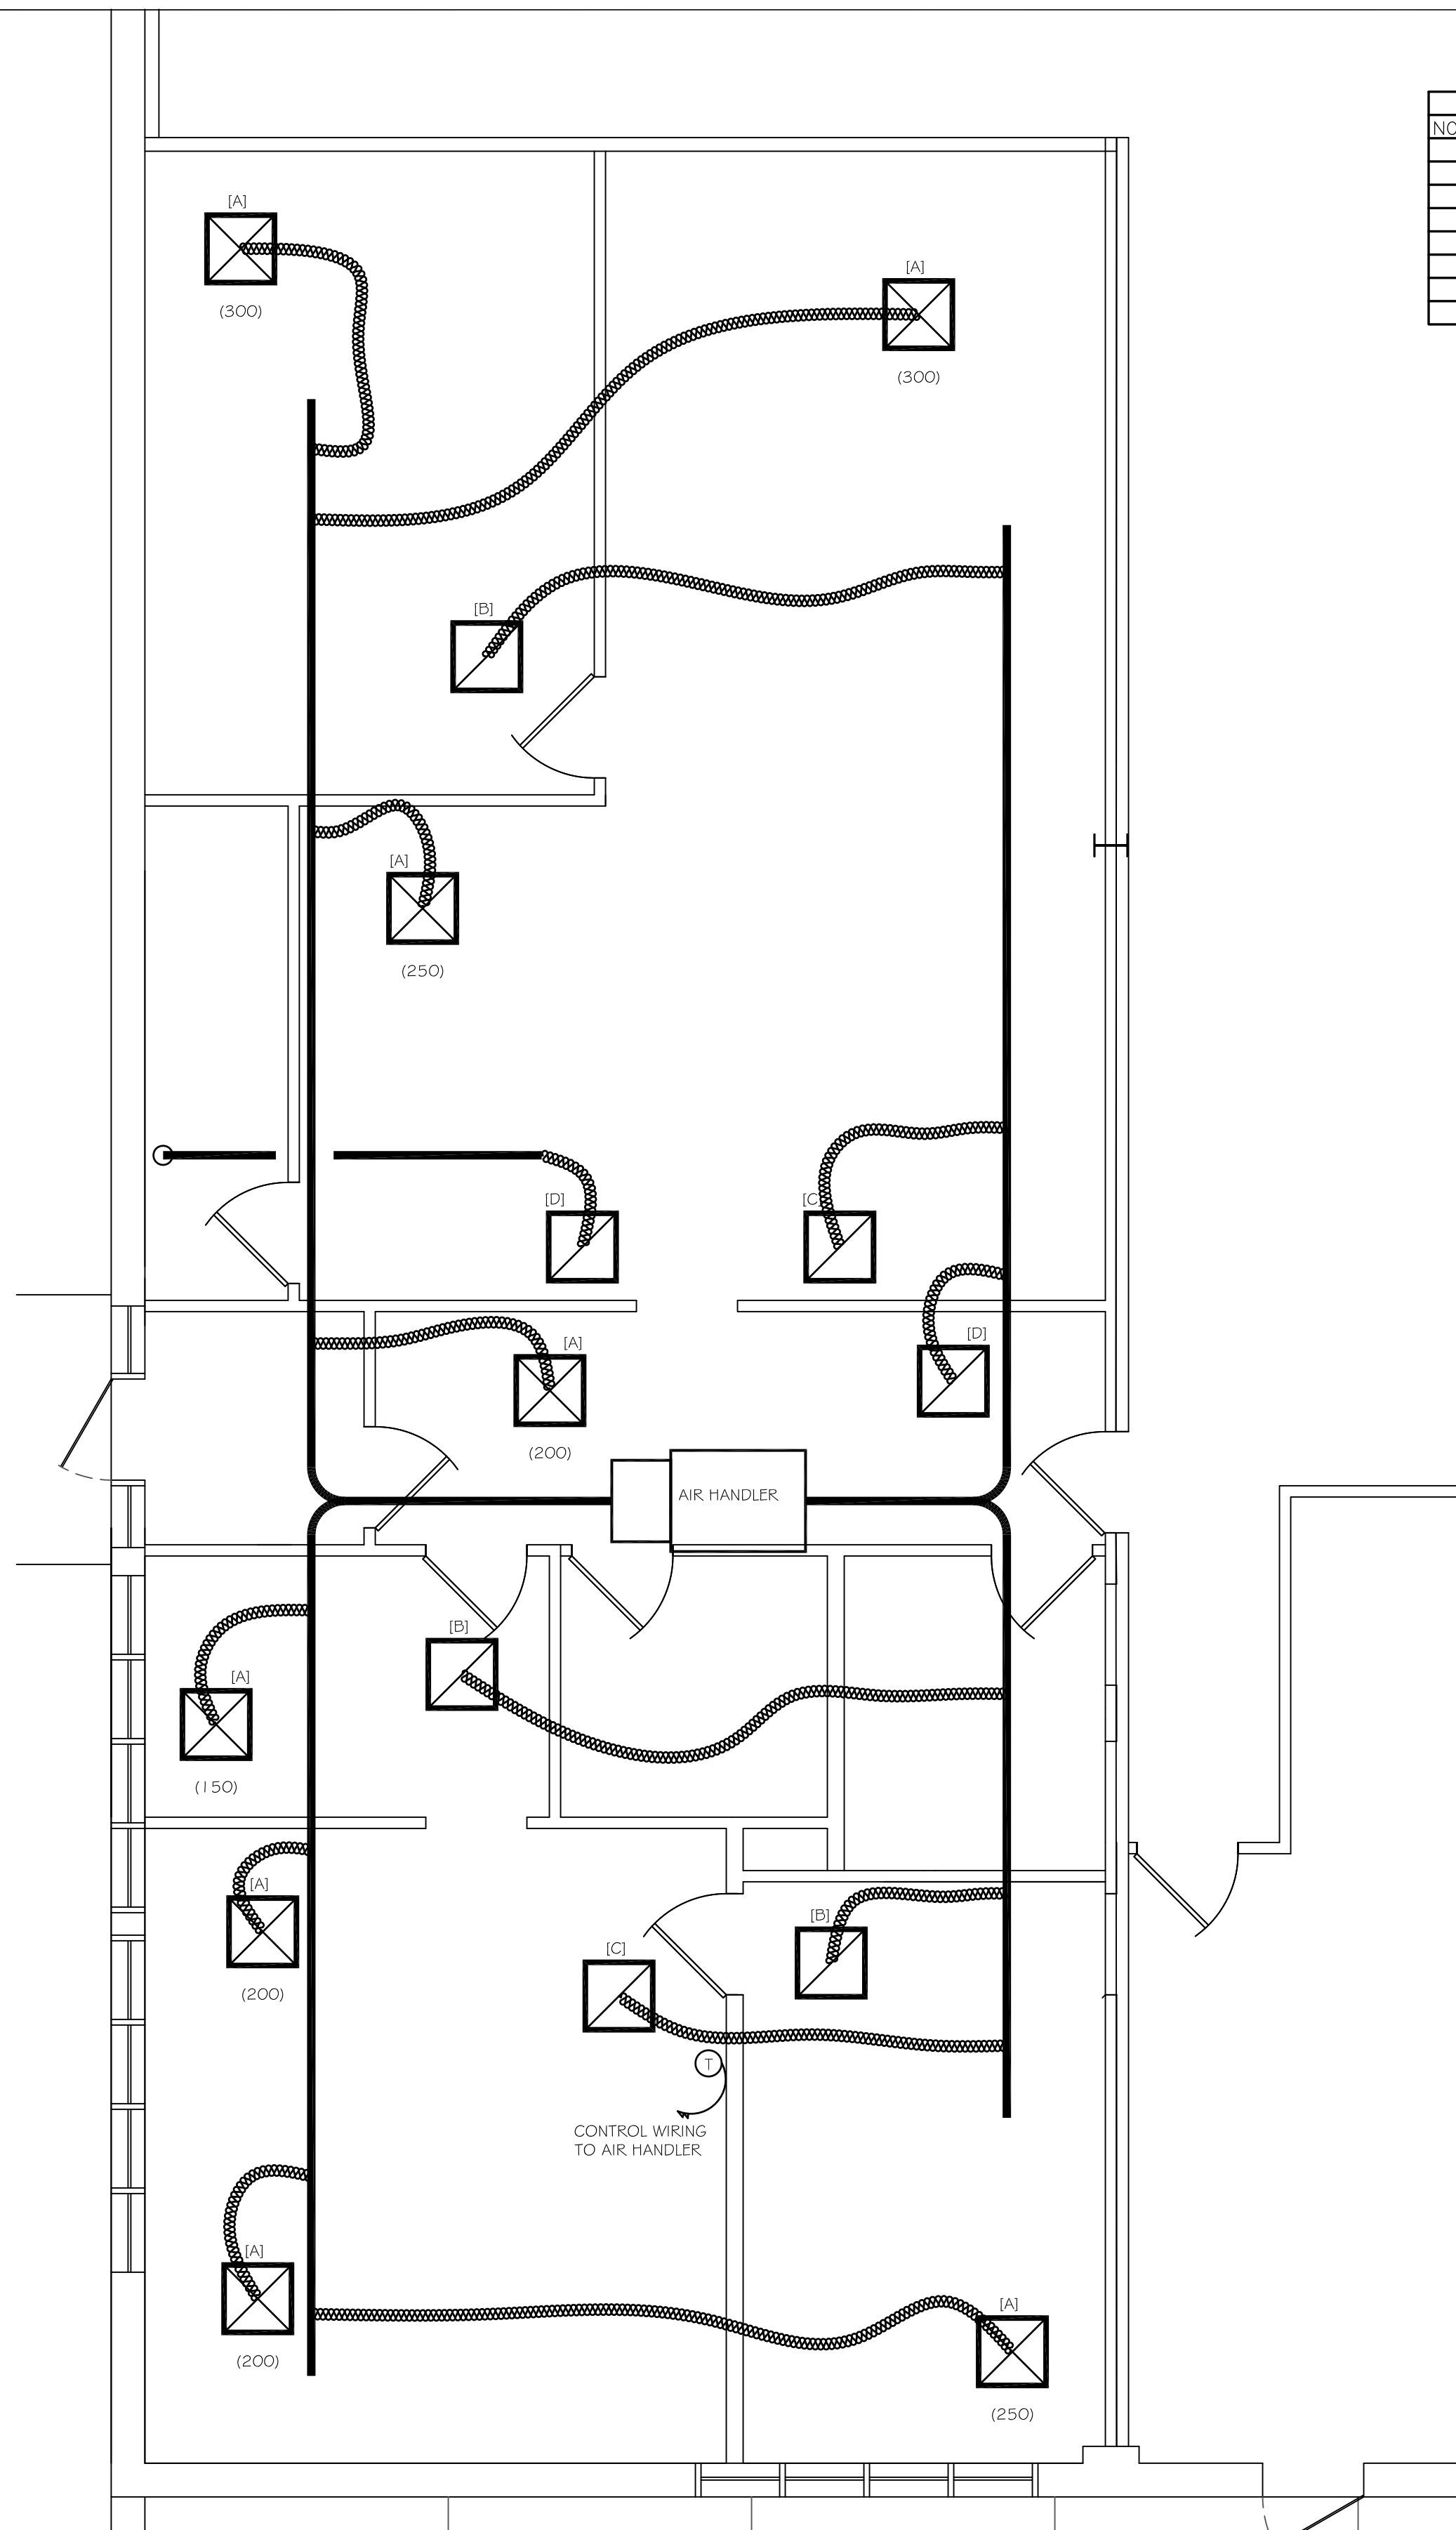 NO
[A]
(300)
[A]
(300)
[B]
[A]
(250)
[D]
[C]
[A]
(200)
[D]
AIR HANDLER
[B]
[A]
(150)
[A]
(200)
[B]
[C]
T
CONTROL WIRING
TO AIR HANDLER
[A]
(200)
[A]
(250)